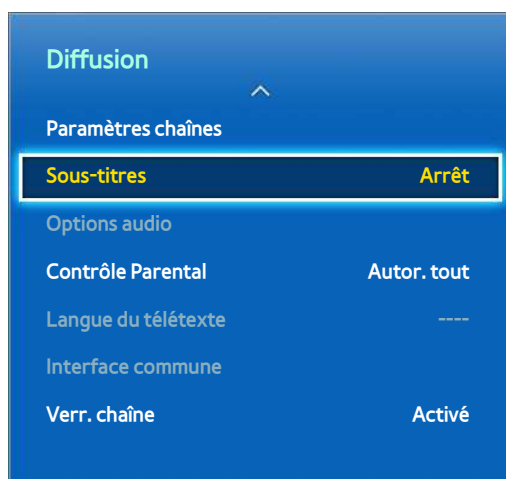 Diffusion
Paramètres chaînes
Sous-titres Arrêt
Options audio
Contrôle Parental Autor. tout
Langue du télétexte ----
Interface commune
Verr. chaîne Activé